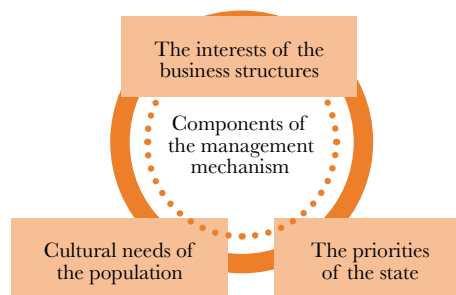 The interests of the
business structures
Components of
the management
mechanism
Cultural needs of
the population
The priorities
of the state